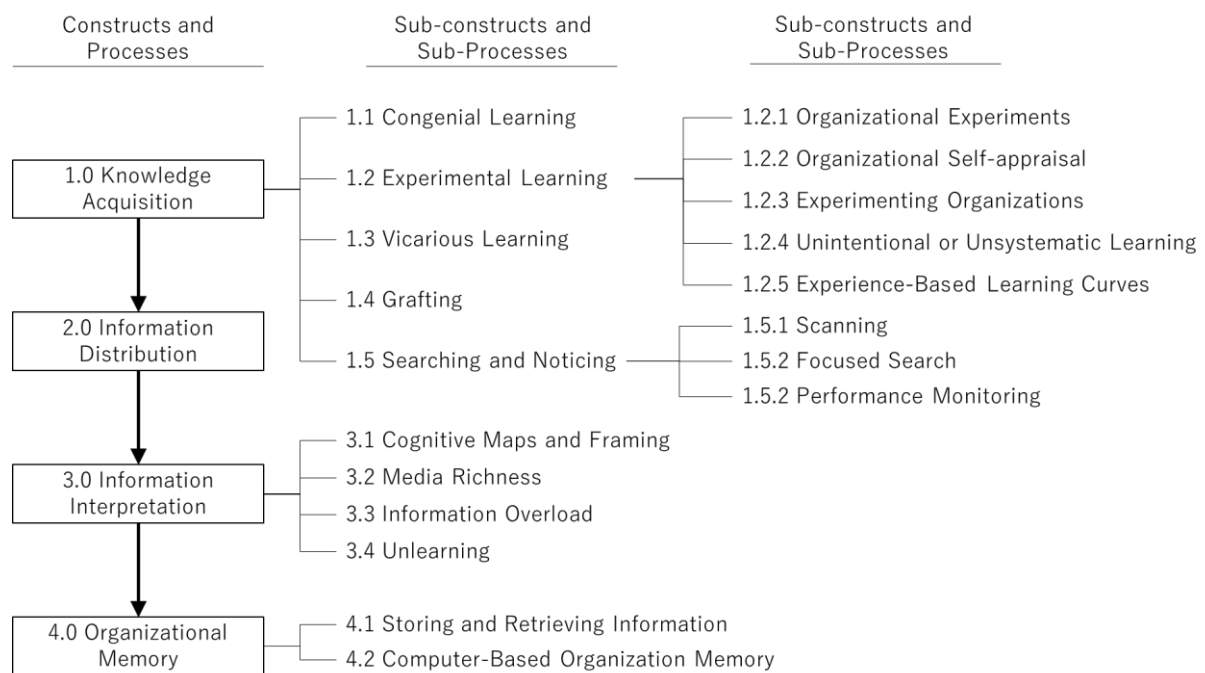 Constructs and
Processes
Sub-constructs and
Sub-Processes
Sub-constructs and
Sub-Processes
1.0 Knowledge
Acquisition
2.0 Information
Distribution
3.0 Information
Interpretation
4.0 Organizational
Memory
1.1 Congenial Learning
1.2 Experimental Learning
1.3 Vicarious Learning
1.4 Grafting
1.5 Searching and Noticing
3.1 Cognitive Maps and Framing
3.2 Media Richness
3.3 Information Overload
3.4 Unlearning
4.1 Storing and Retrieving Information
4.2 Computer-Based Organization Memory
1.2.1 Organizational Experiments
1.2.2 Organizational Self-appraisal
1.2.3 Experimenting Organizations
1.2.4 Unintentional or Unsystematic Learning
1.2.5 Experience-Based Learning Curves
1.5.1 Scanning
1.5.2 Focused Search
1.5.2 Performance Monitoring